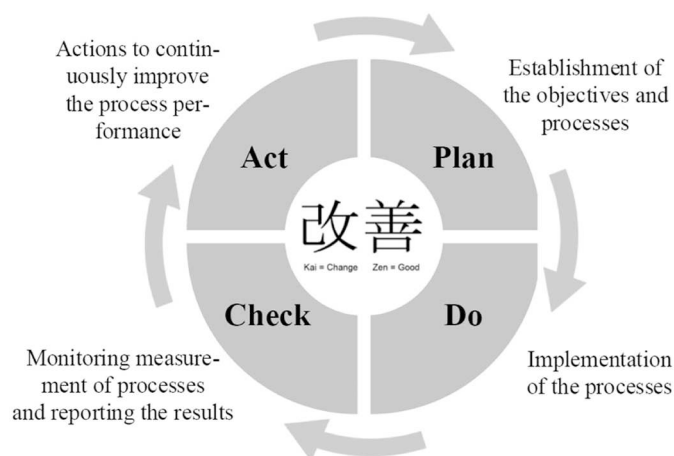 Actions to contin-
uously improve
the process per-
formance
Establishment of
the objectives and
processes
Act
Plan
改善
Kai = Change Zen = Good
Check
Do
Monitoring measure-
ment of processes
and reporting the results
Implementation
of the processes